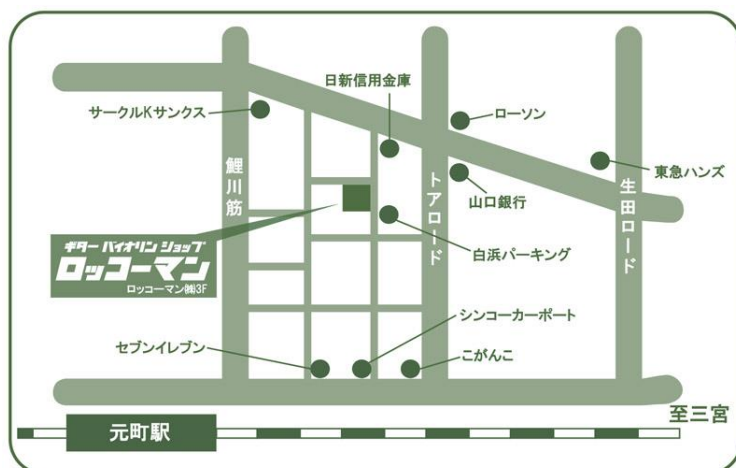 日新信用金庫
サークルKサンクス
ローソン
鯉川筋
トアロード
東急ハンズ
生田ロード
山口銀行
白浜パーキング
ギター バイオリン ショップ
ロッコーマン
ロッコーマン㈱3F
シンコーカーポート
セブンイレブン
こがんこ
至三宮
元町駅